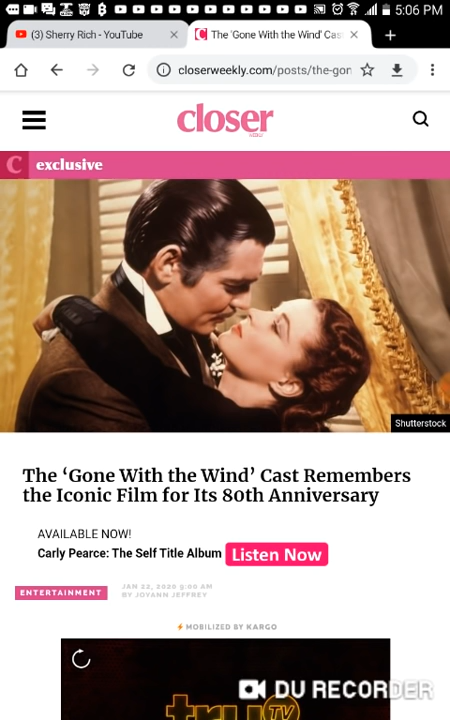 5:06 PM
(3) Sherry Rich - YouTube
The 'Gone With the Wind' Cas
closerweekly.com/posts/the-gon
closer
WEEKLY
C exclusive
Shutterstock
The ‘Gone With the Wind’ Cast Remembers
the Iconic Film for Its 80th Anniversary
AVAILABLE NOW!
Carly Pearce: The Self Title Album Listen Now
ENTERTAINMENT
JAN 22, 2020 9:00 AM
BY JOVANN JEFFREY
MOBILIZED BY KARGO
truTV
DU RECORDER